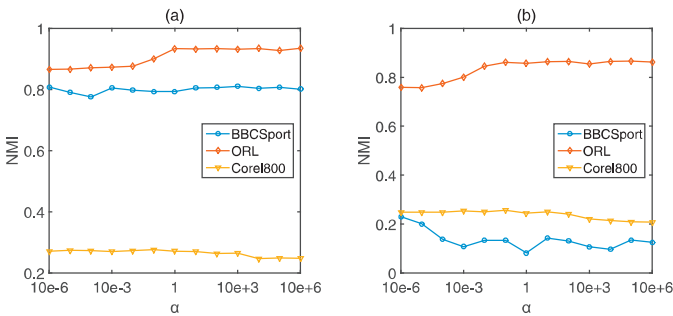 (a)
NMI
1
0.8
0.6
0.4
0.2
BBCSport
ORL
Corel800
10e-6
10e-3
1
10e+3
10e+6
α
(b)
NMI
1
0.8
0.6
0.4
0.2
0
BBCSport
ORL
Corel800
10e-6
10e-3
1
10e+3
10e+6
α